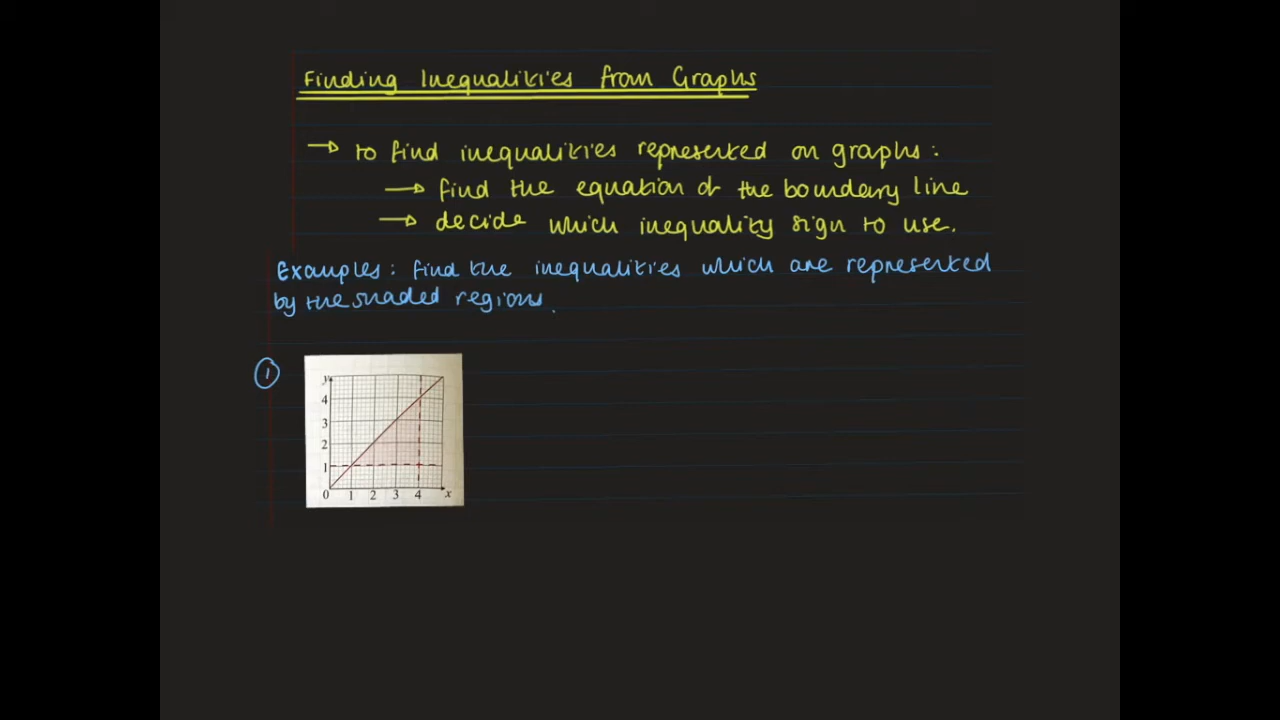 Finding Inequalities from Graphs
→ to find inequalities represented on graphs:
→ find the equation of the boundary line
→ decide which inequality sign to use.
Examples: find the inequalities which are represented
by the shaded regions.
①
y
4
3
2
1
0 1 2 3 4 x